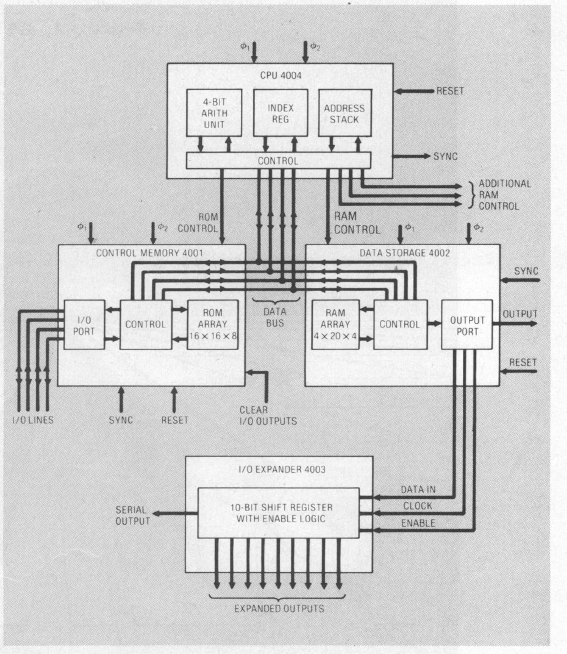 ϕ1 ϕ2
CPU 4004
4-BIT
ARITH
UNIT
INDEX
REG
ADDRESS
STACK
RESET
CONTROL
SYNC
ADDITIONAL
RAM
CONTROL
ROM
CONTROL
RAM
CONTROL
ϕ1 ϕ2
ϕ1 ϕ2
CONTROL MEMORY 4001
DATA STORAGE 4002
SYNC
I/O
PORT
CONTROL
ROM
ARRAY
16 × 16 × 8
DATA
BUS
RAM
ARRAY
4 × 20 × 4
CONTROL
OUTPUT
PORT
OUTPUT
RESET
I/O LINES
SYNC
RESET
CLEAR
I/O OUTPUTS
I/O EXPANDER 4003
DATA IN
SERIAL
OUTPUT
10-BIT SHIFT REGISTER
WITH ENABLE LOGIC
CLOCK
ENABLE
EXPANDED OUTPUTS